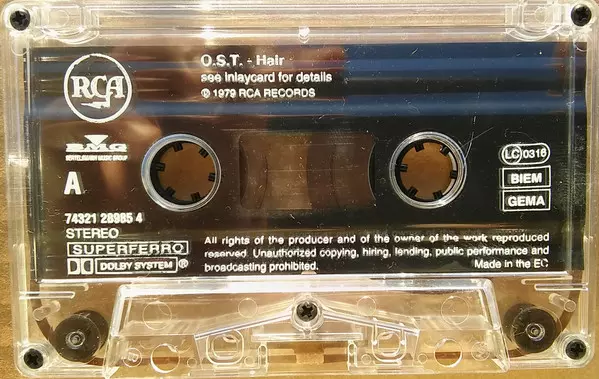 O.S.T. - Hair
see inlaycard for details
℗ 1979 RCA RECORDS
RCA
BMG
BERTELSMANN MUSIC GROUP
A
74321 28985 4
STEREO
SUPERFERRO
DOLBY SYSTEM ®
LC 0316
BIEM
GEMA
All rights of the producer and of the owner of the work reproduced
reserved. Unauthorized copying, hiring, lending, public performance and
broadcasting prohibited.
Made in the EC